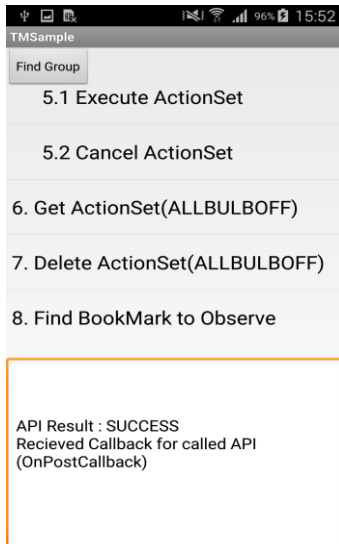 96% 15:52
TMSample
Find Group
5.1 Execute ActionSet
5.2 Cancel ActionSet
6. Get ActionSet(ALLBULBOFF)
7. Delete ActionSet(ALLBULBOFF)
8. Find BookMark to Observe
API Result : SUCCESS
Recieved Callback for called API
(OnPostCallback)